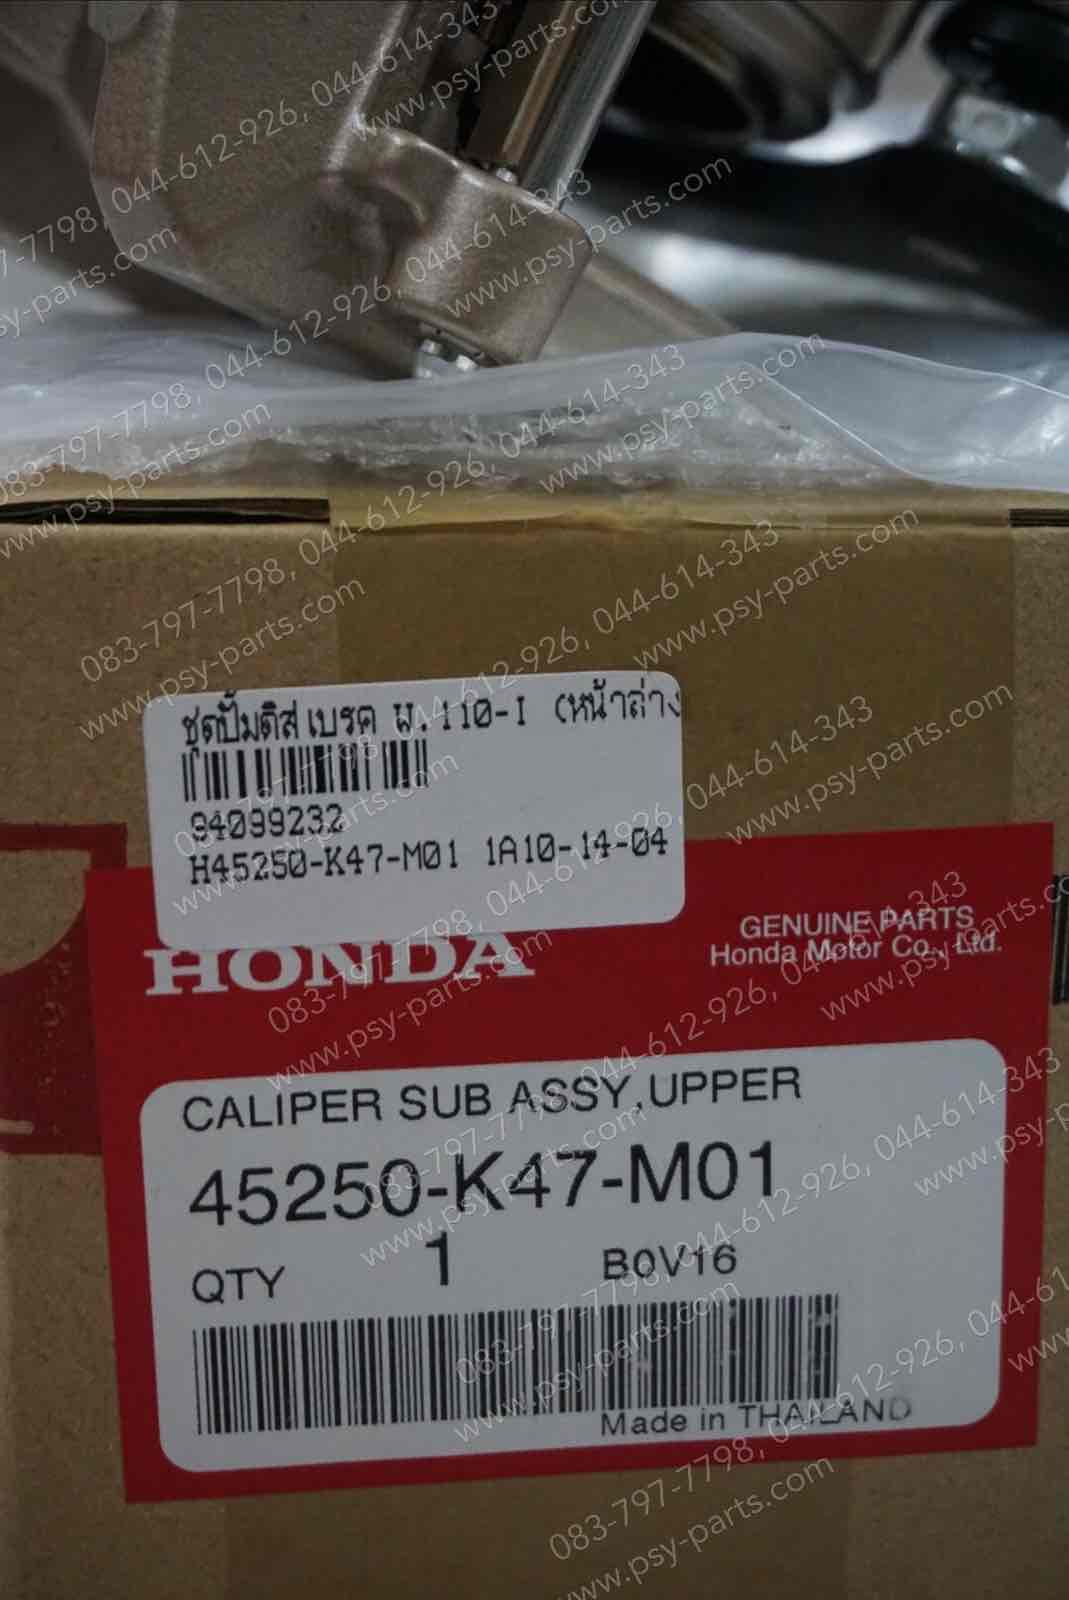 ชุดปั๊มดิสเบรค W.110-I (หน้าล่าง
94099232
H45250-K47-M01 1A10-14-04
HONDA
GENUINE PARTS
Honda Motor Co., Ltd.
CALIPER SUB ASSY,UPPER
45250-K47-M01
QTY 1 B0V16
Made in THAILAND
083-797-7798, 044-612-926, 044-614-343
www.psy-parts.com